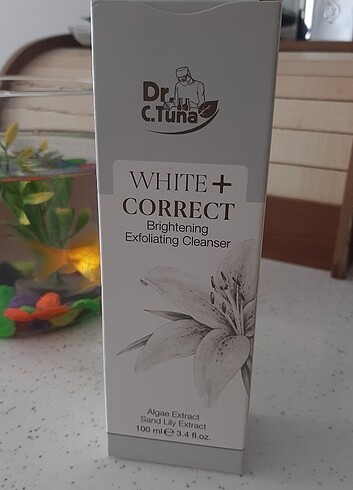 Dr.
C.Tuna
WHITE+
CORRECT
Brightening
Exfoliating Cleanser
Algae Extract
Sand Lily Extract
100 ml ℮ 3.4 fl.oz.